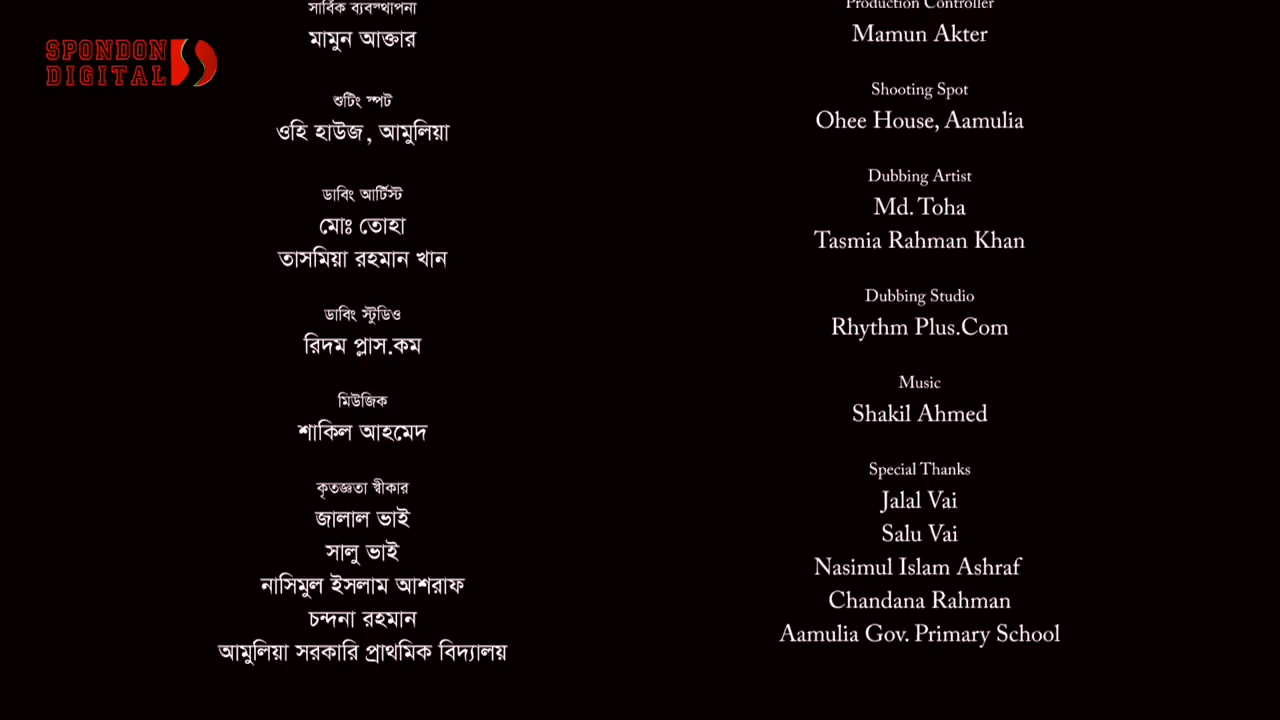 SPONDON
DIGITAL
সার্বিক ব্যবস্থাপনা
মামুন আক্তার
শুটিং স্পট
ওহি হাউজ, আমুলিয়া
ডাবিং আর্টিস্ট
মোঃ তোহা
তাসমিয়া রহমান খান
ডাবিং স্টুডিও
রিদম প্লাস.কম
মিউজিক
শাকিল আহমেদ
কৃতজ্ঞতা স্বীকার
জালাল ভাই
সালু ভাই
নাসিমুল ইসলাম আশরাফ
চন্দনা রহমান
আমুলিয়া সরকারি প্রাথমিক বিদ্যালয়
Production Controller
Mamun Akter
Shooting Spot
Ohee House, Aamulia
Dubbing Artist
Md. Toha
Tasmia Rahman Khan
Dubbing Studio
Rhythm Plus.Com
Music
Shakil Ahmed
Special Thanks
Jalal Vai
Salu Vai
Nasimul Islam Ashraf
Chandana Rahman
Aamulia Gov. Primary School